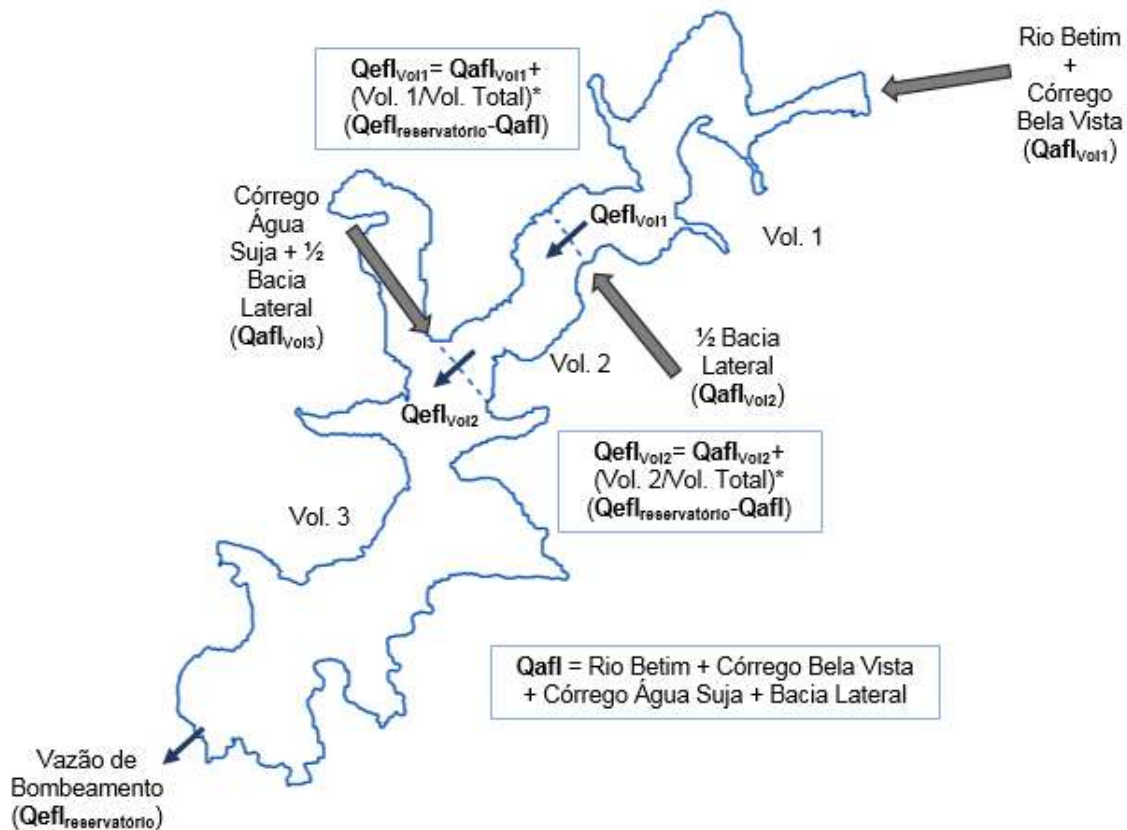 Qefl_Vol1= Qafl_Vol1+
(Vol. 1/Vol. Total)*
(Qefl_reservatório-Qafl)
Rio Betim
+
Córrego
Bela Vista
(Qafl_Vol1)
Córrego
Água
Suja + ½
Bacia
Lateral
(Qafl_Vol3)
Qefl_Vol1
Vol. 1
½ Bacia
Lateral
(Qafl_Vol2)
Vol. 2
Qefl_Vol2
Qefl_Vol2= Qafl_Vol2+
(Vol. 2/Vol. Total)*
(Qefl_reservatório-Qafl)
Vol. 3
Qafl = Rio Betim + Córrego Bela Vista
+ Córrego Água Suja + Bacia Lateral
Vazão de
Bombeamento
(Qefl_reservatório)